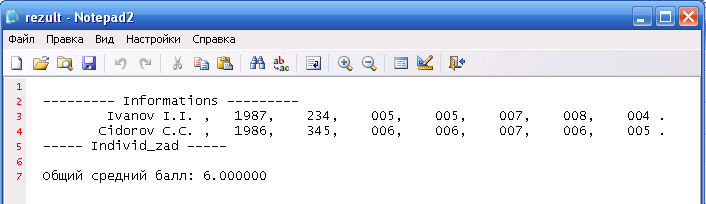 rezult - Notepad2
Файл Правка Вид Настройки Справка
1
2 --------- Informations ---------
3 Ivanov I.I. , 1987, 234, 005, 005, 007, 008, 004 .
4 Cidorov C.C. , 1986, 345, 006, 006, 007, 006, 005 .
5 ----- Individ_zad -----
6
7 Общий средний балл: 6.000000